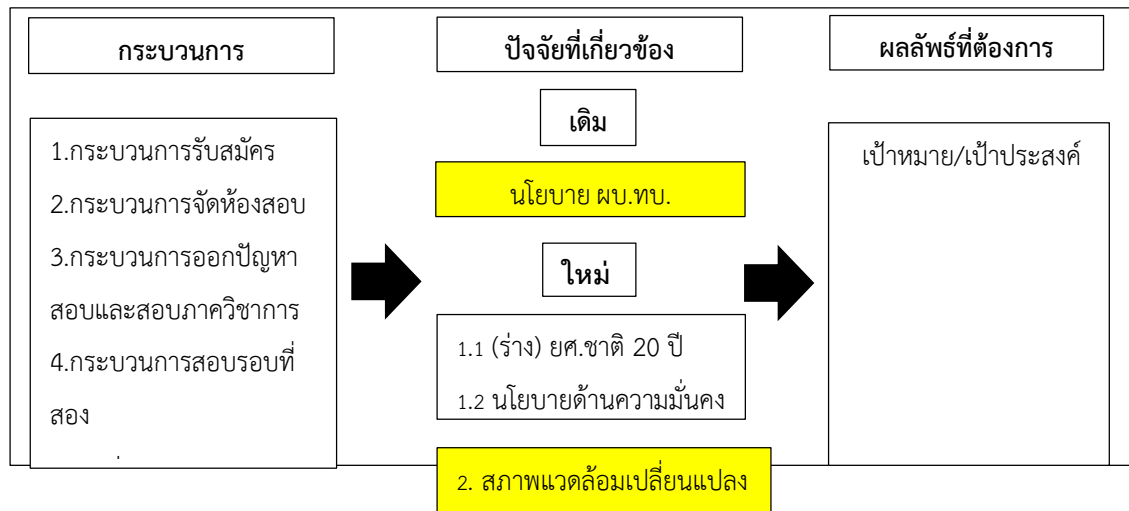 กระบวนการ
1.กระบวนการรับสมัคร
2.กระบวนการจัดห้องสอบ
3.กระบวนการออกปัญหา
สอบและสอบภาควิชาการ
4.กระบวนการสอบรอบที่
สอง
ปัจจัยที่เกี่ยวข้อง
เดิม
นโยบาย ผบ.ทบ.
ใหม่
1.1 (ร่าง) ยศ.ชาติ 20 ปี
1.2 นโยบายด้านความมั่นคง
2. สภาพแวดล้อมเปลี่ยนแปลง
ผลลัพธ์ที่ต้องการ
เป้าหมาย/เป้าประสงค์